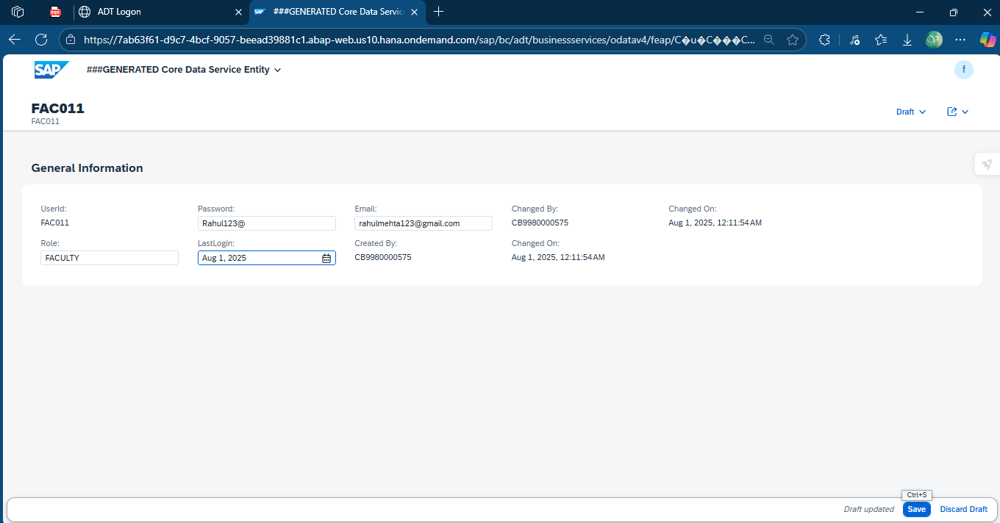 PDF
ADT Logon
SAP
###GENERATED Core Data Servic
https://7ab63f61-d9c7-4bcf-9057-beead39881c1.abap-web.us10.hana.ondemand.com/sap/bc/adt/businessservices/odatav4/feap/C�u�C���C...
SAP
###GENERATED Core Data Service Entity
f
FAC011
FAC011
Draft
General Information
UserId:
FAC011
Password:
Rahul123@
Email:
rahulmehta123@gmail.com
Changed By:
CB9980000575
Changed On:
Aug 1, 2025, 12:11:54 AM
Role:
FACULTY
LastLogin:
Aug 1, 2025
Created By:
CB9980000575
Changed On:
Aug 1, 2025, 12:11:54 AM
Ctrl+S
Draft updated
Save
Discard Draft